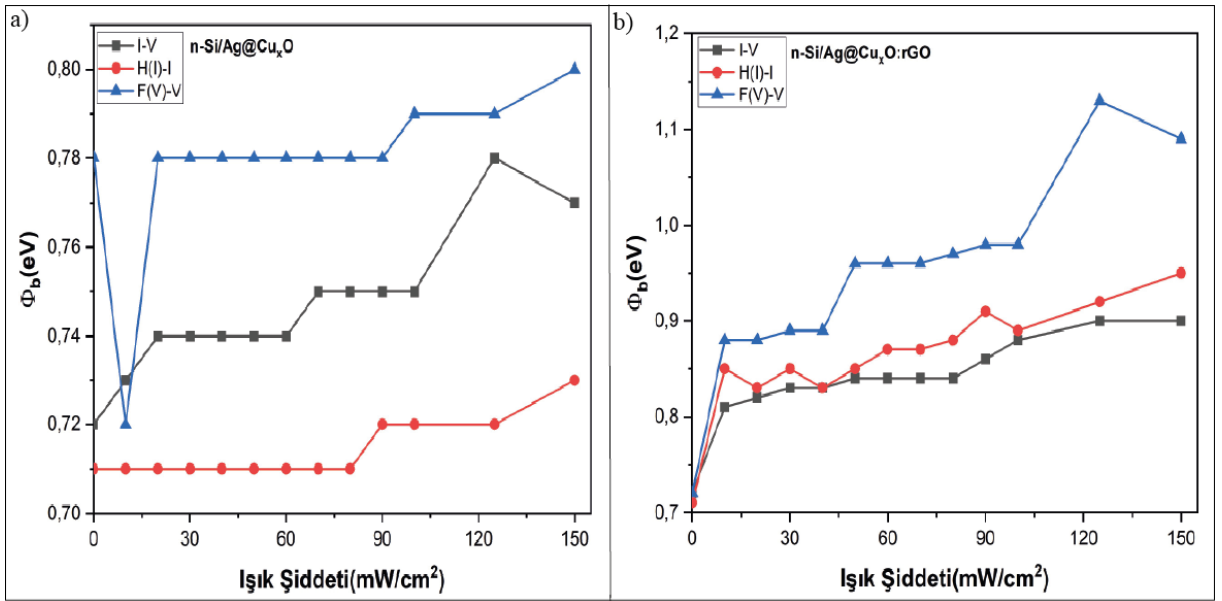 a)
n-Si/Ag@CuₓO
I-V
H(I)-I
F(V)-V
0,80
0,78
0,76
0,74
0,72
0,70
Φb(eV)
0 30 60 90 120 150
Işık Şiddeti(mW/cm²)
b)
n-Si/Ag@CuₓO:rGO
I-V
H(I)-I
F(V)-V
1,2
1,1
1,0
0,9
0,8
0,7
Φb(eV)
0 30 60 90 120 150
Işık Şiddeti(mW/cm²)